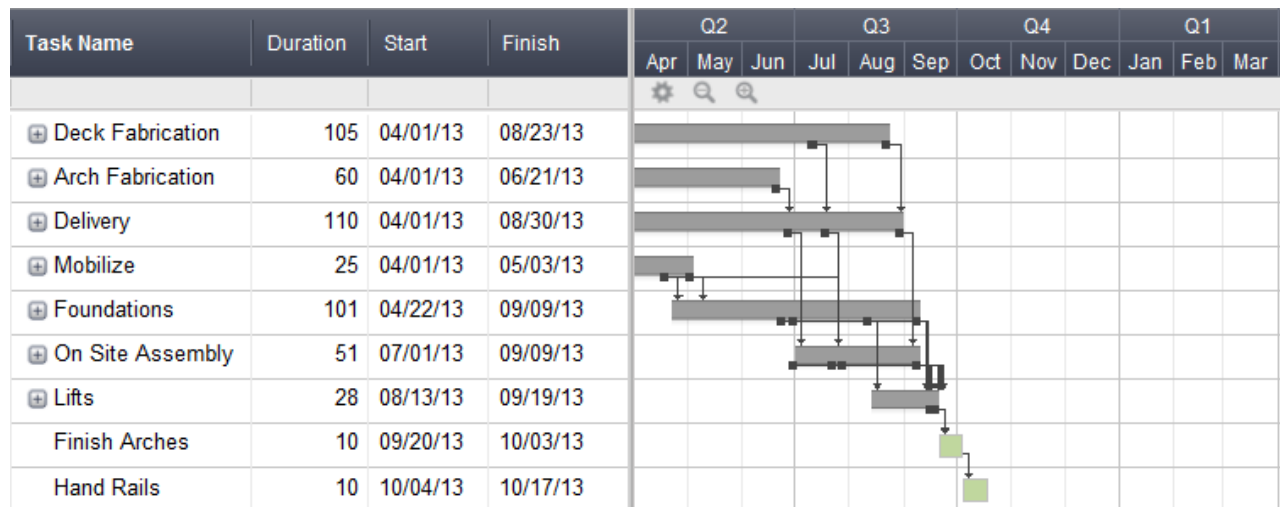 Task Name Duration Start Finish Q2 Q3 Q4 Q1
Apr May Jun Jul Aug Sep Oct Nov Dec Jan Feb Mar
Deck Fabrication 105 04/01/13 08/23/13
Arch Fabrication 60 04/01/13 06/21/13
Delivery 110 04/01/13 08/30/13
Mobilize 25 04/01/13 05/03/13
Foundations 101 04/22/13 09/09/13
On Site Assembly 51 07/01/13 09/09/13
Lifts 28 08/13/13 09/19/13
Finish Arches 10 09/20/13 10/03/13
Hand Rails 10 10/04/13 10/17/13